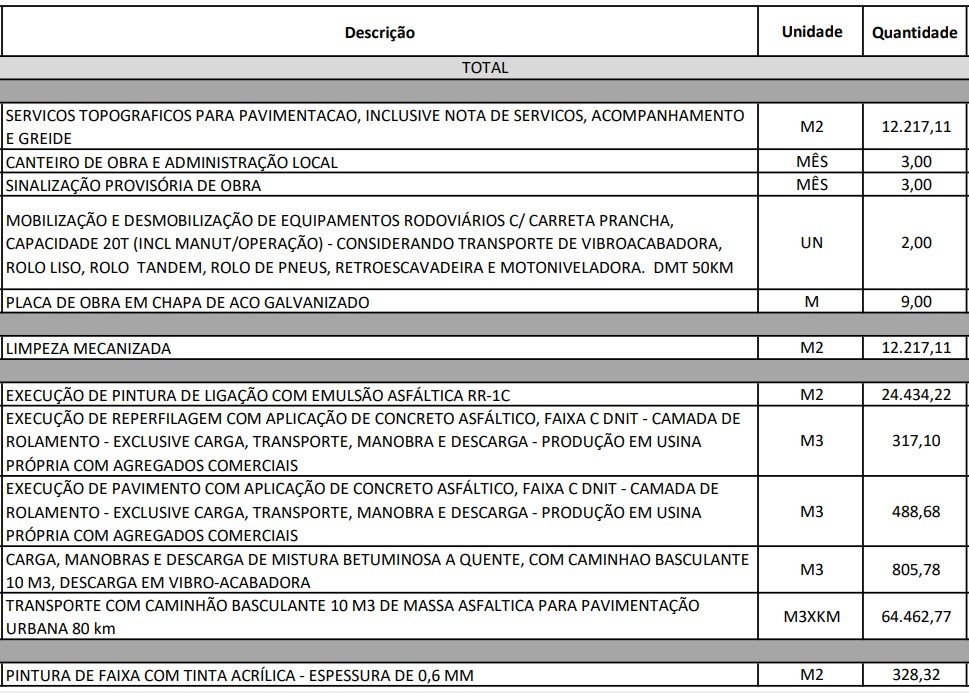 Descrição Unidade Quantidade
TOTAL
SERVICOS TOPOGRAFICOS PARA PAVIMENTACAO, INCLUSIVE NOTA DE SERVICOS, ACOMPANHAMENTO
E GREIDE
M2 12.217,11
CANTEIRO DE OBRA E ADMINISTRAÇÃO LOCAL MÊS 3,00
SINALIZAÇÃO PROVISÓRIA DE OBRA MÊS 3,00
MOBILIZAÇÃO E DESMOBILIZAÇÃO DE EQUIPAMENTOS RODOVIÁRIOS C/ CARRETA PRANCHA,
CAPACIDADE 20T (INCL MANUT/OPERAÇÃO) - CONSIDERANDO TRANSPORTE DE VIBROACABADORA,
ROLO LISO, ROLO TANDEM, ROLO DE PNEUS, RETROESCAVADEIRA E MOTONIVELADORA. DMT 50KM
UN 2,00
PLACA DE OBRA EM CHAPA DE ACO GALVANIZADO M 9,00
LIMPEZA MECANIZADA M2 12.217,11
EXECUÇÃO DE PINTURA DE LIGAÇÃO COM EMULSÃO ASFÁLTICA RR-1C M2 24.434,22
EXECUÇÃO DE REPERFILAGEM COM APLICAÇÃO DE CONCRETO ASFÁLTICO, FAIXA C DNIT - CAMADA DE
ROLAMENTO - EXCLUSIVE CARGA, TRANSPORTE, MANOBRA E DESCARGA - PRODUÇÃO EM USINA
PRÓPRIA COM AGREGADOS COMERCIAIS
M3 317,10
EXECUÇÃO DE PAVIMENTO COM APLICAÇÃO DE CONCRETO ASFÁLTICO, FAIXA C DNIT - CAMADA DE
ROLAMENTO - EXCLUSIVE CARGA, TRANSPORTE, MANOBRA E DESCARGA - PRODUÇÃO EM USINA
PRÓPRIA COM AGREGADOS COMERCIAIS
M3 488,68
CARGA, MANOBRAS E DESCARGA DE MISTURA BETUMINOSA A QUENTE, COM CAMINHAO BASCULANTE
10 M3, DESCARGA EM VIBRO-ACABADORA
M3 805,78
TRANSPORTE COM CAMINHÃO BASCULANTE 10 M3 DE MASSA ASFALTICA PARA PAVIMENTAÇÃO
URBANA 80 km
M3XKM 64.462,77
PINTURA DE FAIXA COM TINTA ACRÍLICA - ESPESSURA DE 0,6 MM M2 328,32